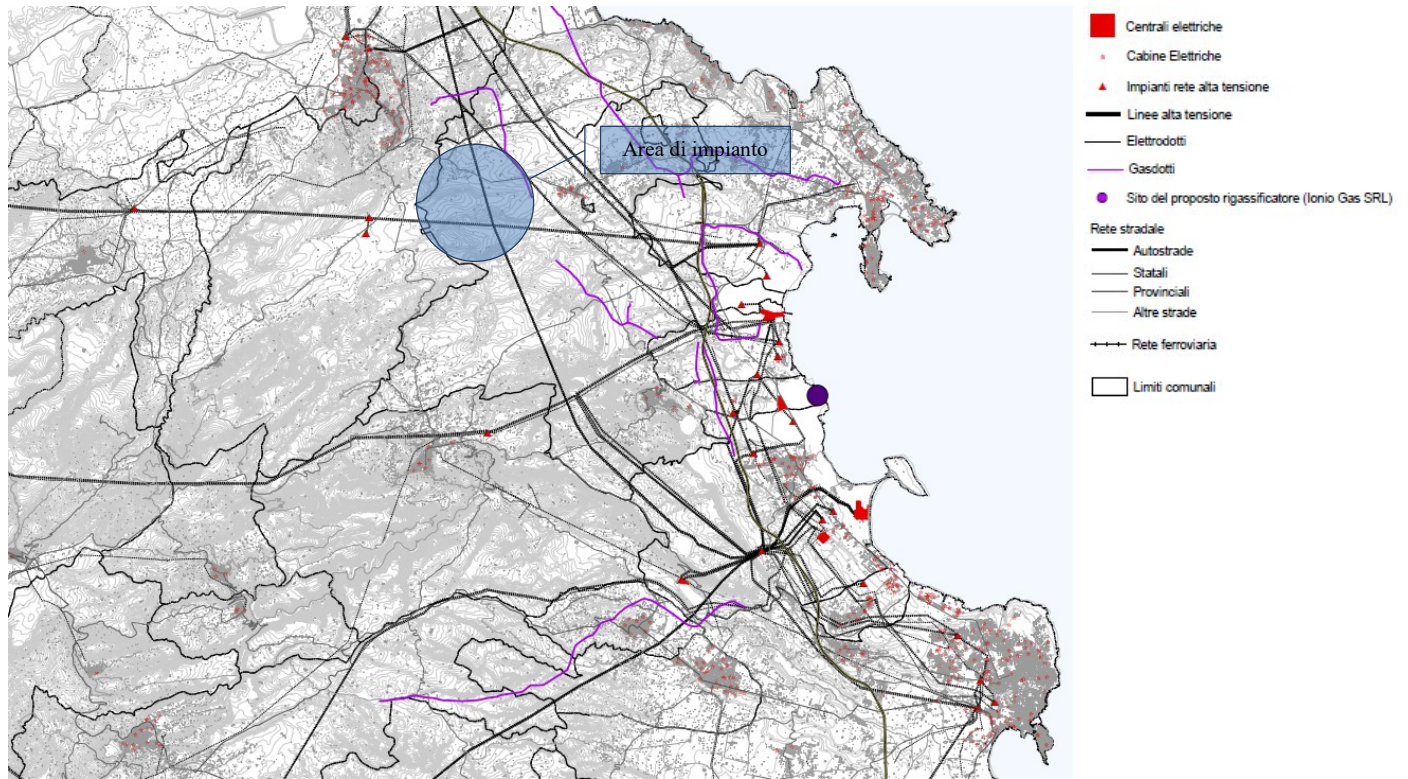 Area di impianto
Centrali elettriche
Cabine Elettriche
Impianti rete alta tensione
Linee alta tensione
Elettrodotti
Gasdotti
Sito del proposto rigassificatore (Ionio Gas SRL)
Rete stradale
Autostrade
Statali
Provinciali
Altre strade
Rete ferroviaria
Limiti comunali